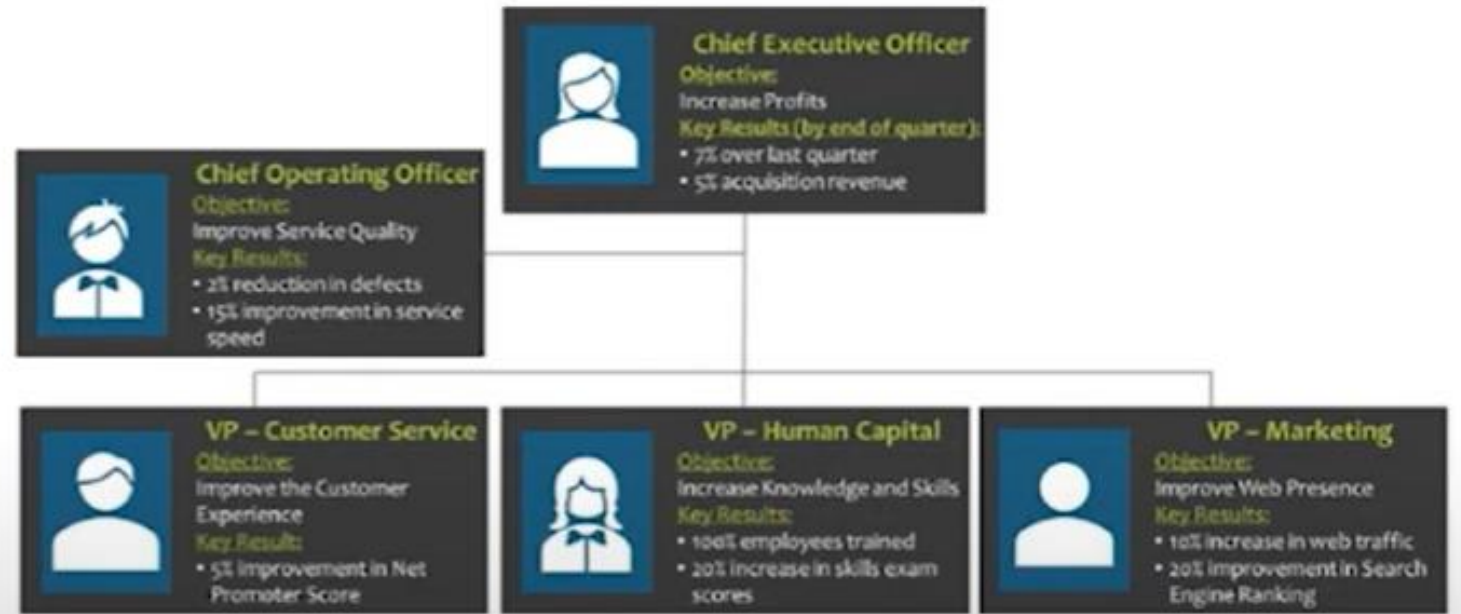 Chief Executive Officer
Objective:
Increase Profits
Key Results (by end of quarter):
• 7% over last quarter
• 5% acquisition revenue
Chief Operating Officer
Objective:
Improve Service Quality
Key Results:
• 2% reduction in defects
• 15% improvement in service
speed
VP – Customer Service
Objective:
Improve the Customer
Experience
Key Result:
• 5% improvement in Net
Promoter Score
VP – Human Capital
Objective:
Increase Knowledge and Skills
Key Results:
• 100% employees trained
• 20% increase in skills exam
scores
VP – Marketing
Objective:
Improve Web Presence
Key Results:
• 10% increase in web traffic
• 20% improvement in Search
Engine Ranking